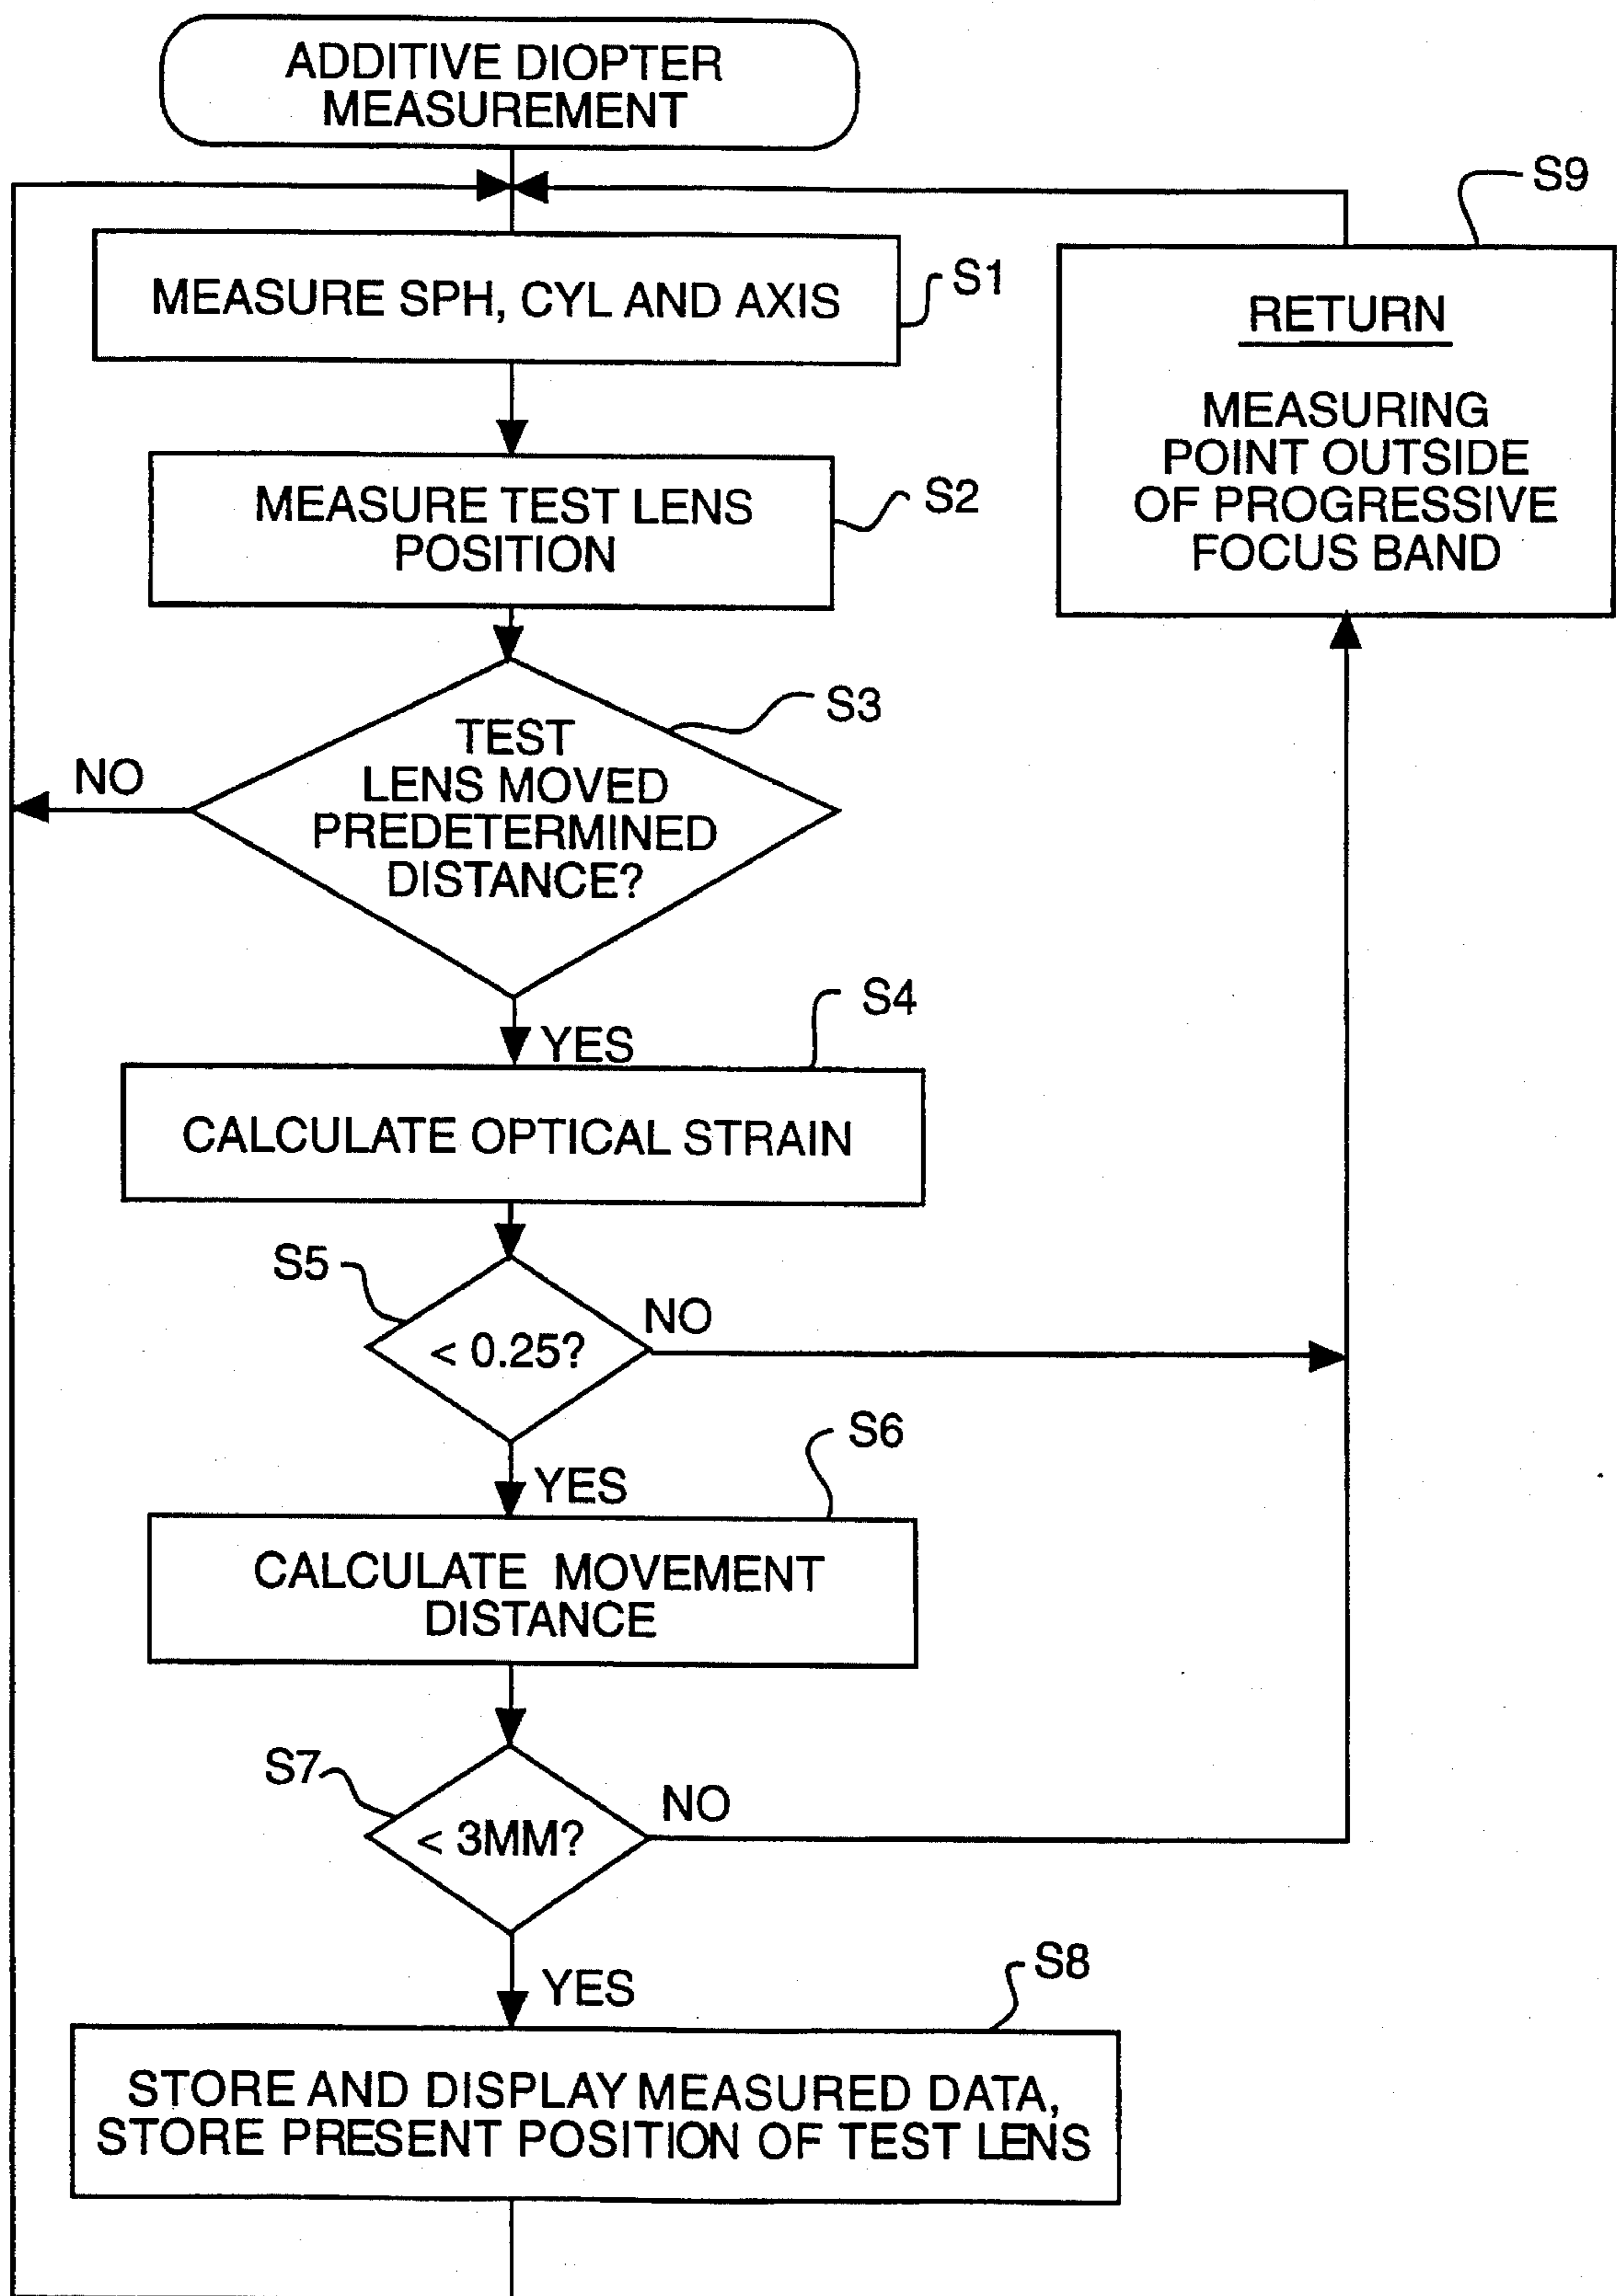 ADDITIVE DIOPTER
MEASUREMENT
S9
MEASURE SPH, CYL AND AXIS
S1
RETURN
MEASURING
POINT OUTSIDE
OF PROGRESSIVE
FOCUS BAND
MEASURE TEST LENS
POSITION
S2
S3
TEST
LENS MOVED
PREDETERMINED
DISTANCE?
NO
S4
YES
CALCULATE OPTICAL STRAIN
S5
NO
< 0.25?
S6
YES
CALCULATE MOVEMENT
DISTANCE
S7
NO
< 3MM?
S8
YES
STORE AND DISPLAY MEASURED DATA,
STORE PRESENT POSITION OF TEST LENS